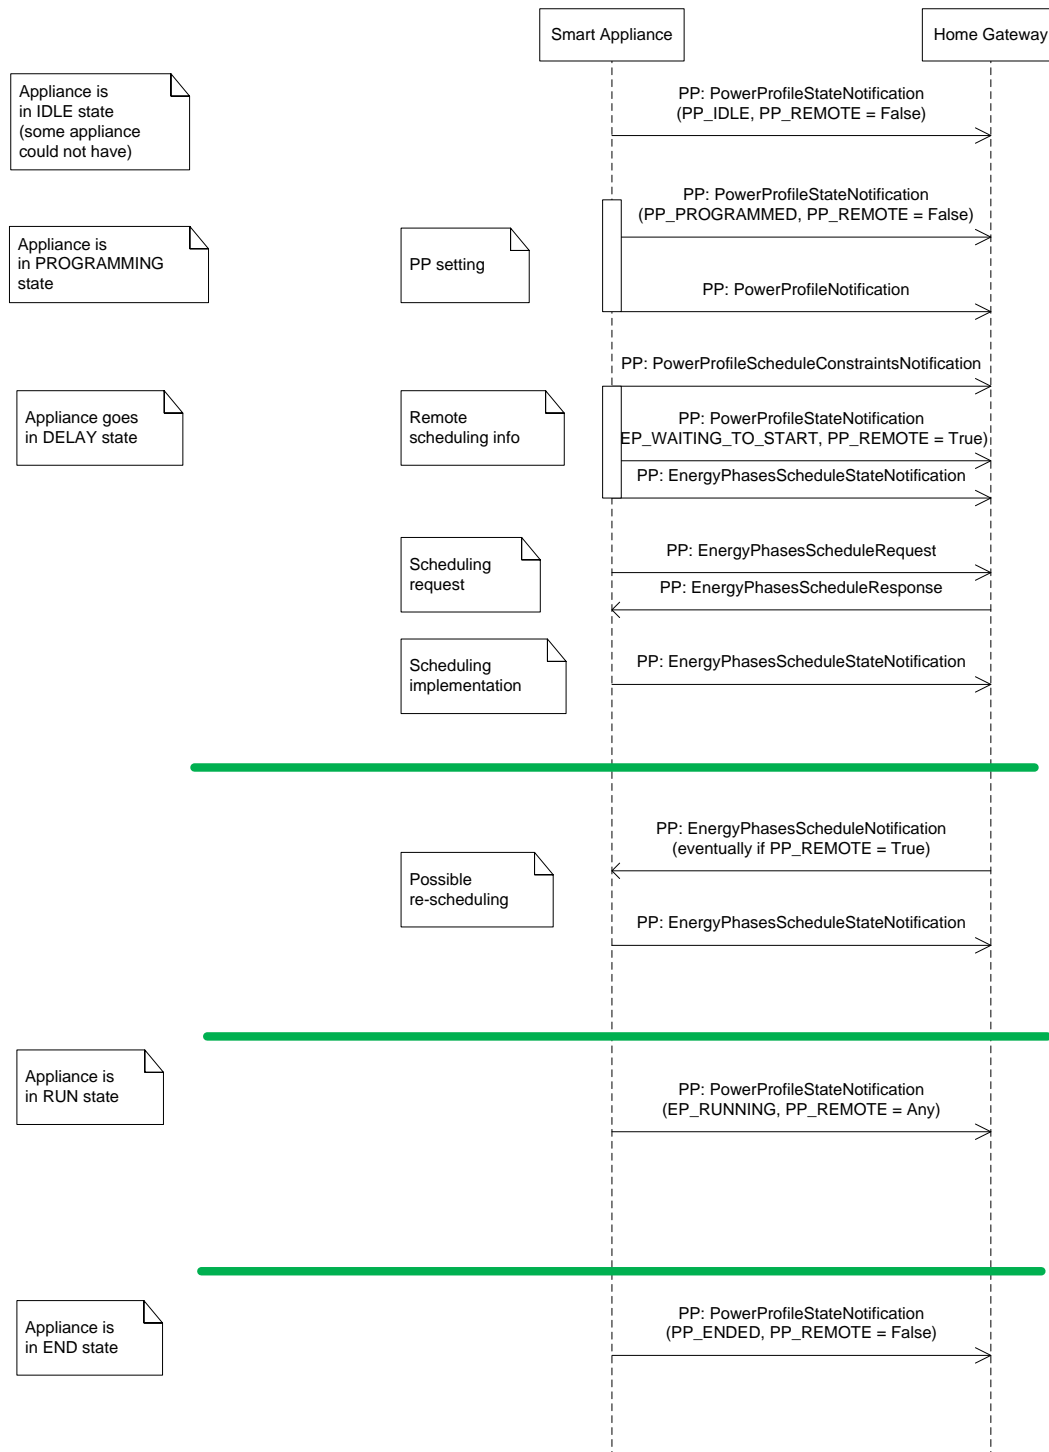 Smart Appliance
Home Gateway
Appliance is
in IDLE state
(some appliance
could not have)
PP: PowerProfileStateNotification
(PP_IDLE, PP_REMOTE = False)
PP: PowerProfileStateNotification
(PP_PROGRAMMED, PP_REMOTE = False)
Appliance is
in PROGRAMMING
state
PP setting
PP: PowerProfileNotification
PP: PowerProfileScheduleConstraintsNotification
Appliance goes
in DELAY state
Remote
scheduling info
PP: PowerProfileStateNotification
EP_WAITING_TO_START, PP_REMOTE = True)
PP: EnergyPhasesScheduleStateNotification
Scheduling
request
PP: EnergyPhasesScheduleRequest
PP: EnergyPhasesScheduleResponse
Scheduling
implementation
PP: EnergyPhasesScheduleStateNotification
PP: EnergyPhasesScheduleNotification
(eventually if PP_REMOTE = True)
Possible
re-scheduling
PP: EnergyPhasesScheduleStateNotification
Appliance is
in RUN state
PP: PowerProfileStateNotification
(EP_RUNNING, PP_REMOTE = Any)
Appliance is
in END state
PP: PowerProfileStateNotification
(PP_ENDED, PP_REMOTE = False)